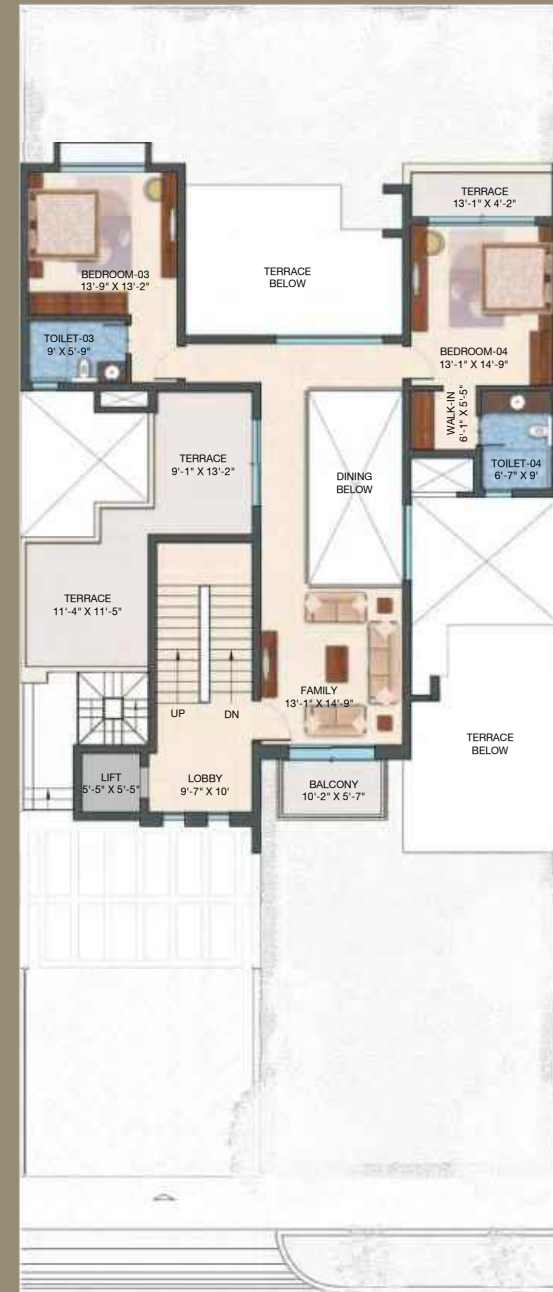 TERRACE
13'-1" X 4'-2"
BEDROOM-03
13'-9" X 13'-2"
TERRACE
BELOW
TOILET-03
9' X 5'-9"
BEDROOM-04
13'-1" X 14'-9"
WALK-IN
6'-1" X 5'-5"
TERRACE
9'-1" X 13'-2"
DINING
BELOW
TOILET-04
6'-7" X 9'
TERRACE
11'-4" X 11'-5"
FAMILY
13'-1" X 14'-9"
UP
DN
TERRACE
BELOW
LIFT
5'-5" X 5'-5"
LOBBY
9'-7" X 10'
BALCONY
10'-2" X 5'-7"